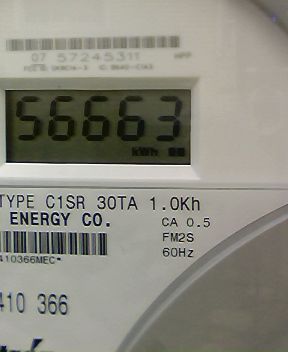 07 57245311
56663
kWh
TYPE C1SR 30TA 1.0Kh
ENERGY CO.
CA 0.5
FM2S
60Hz
410366MEC*
410 366